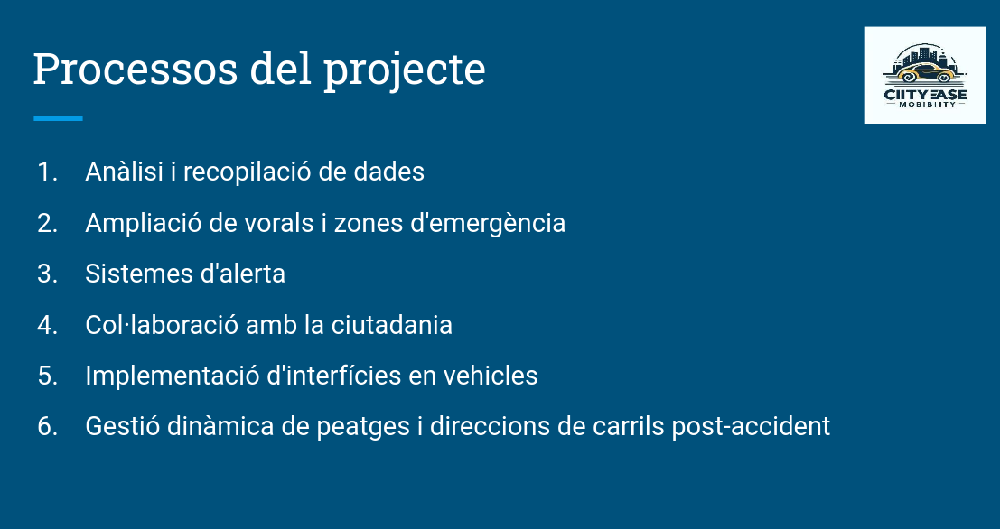 Processos del projecte
CIITY EASE
MOBIBIITY
1. Anàlisi i recopilació de dades
2. Ampliació de vorals i zones d'emergència
3. Sistemes d'alerta
4. Col·laboració amb la ciutadania
5. Implementació d'interfícies en vehicles
6. Gestió dinàmica de peatges i direccions de carrils post-accident